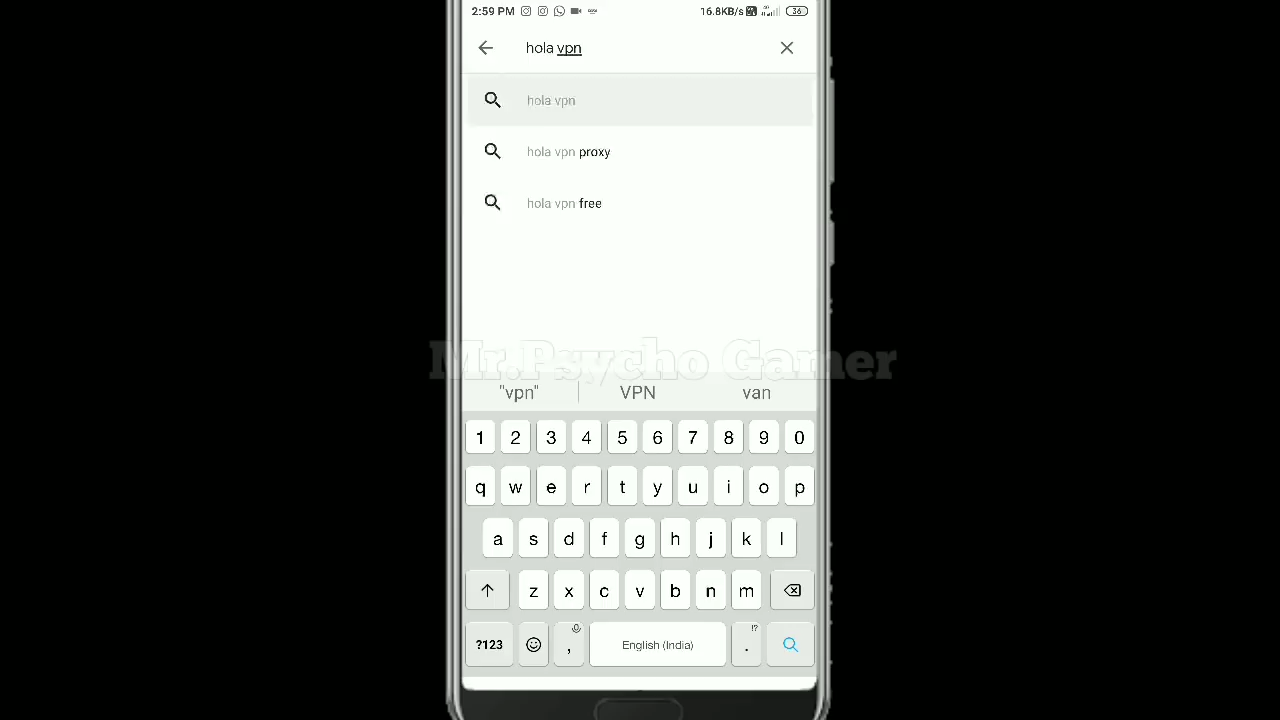 2:59 PM 16.8KB/s 36
hola vpn
hola vpn
hola vpn proxy
hola vpn free
Mr.Psycho Gamer
"vpn" VPN van
1 2 3 4 5 6 7 8 9 0
q w e r t y u i o p
a s d f g h j k l
z x c v b n m
!?
?123 , English (India) .